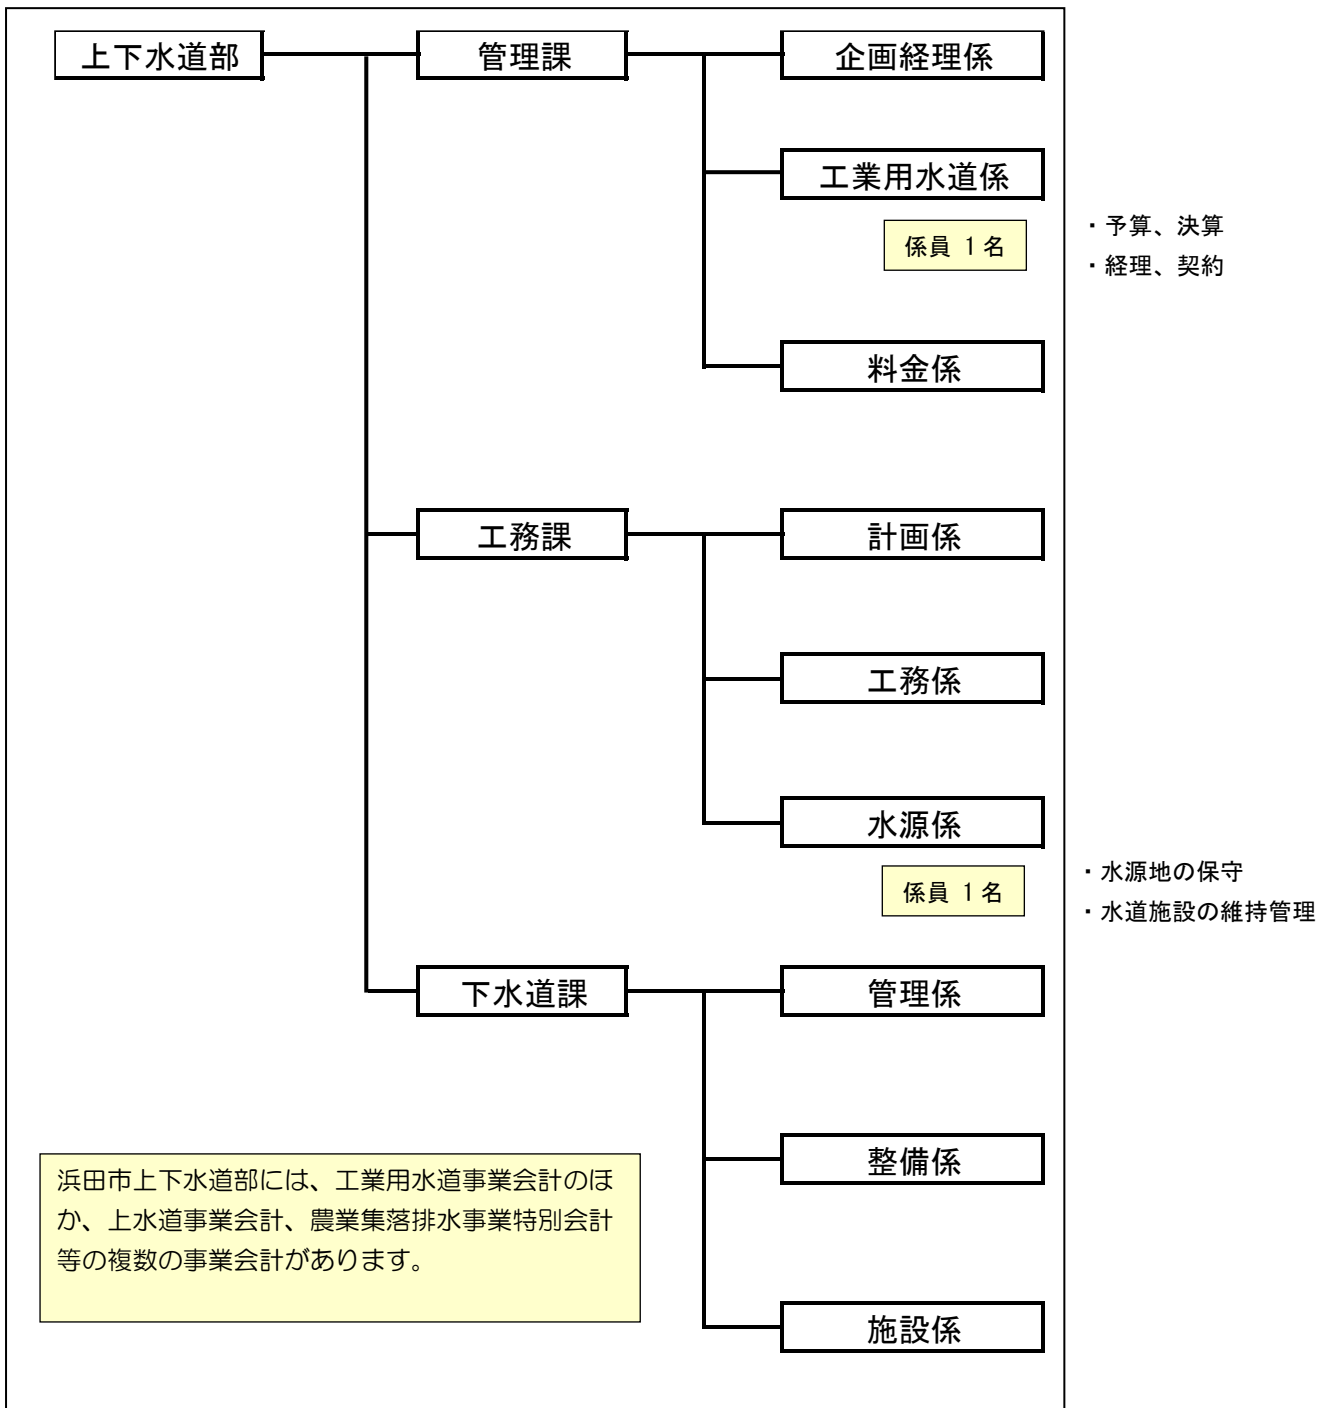 上下水道部
管理課
企画経理係
工業用水道係
係員 1名
・予算、決算
・経理、契約
料金係
工務課
計画係
工務係
水源係
係員 1名
・水源地の保守
・水道施設の維持管理
下水道課
管理係
整備係
施設係
浜田市上下水道部には、工業用水道事業会計のほ
か、上水道事業会計、農業集落排水事業特別会計
等の複数の事業会計があります。